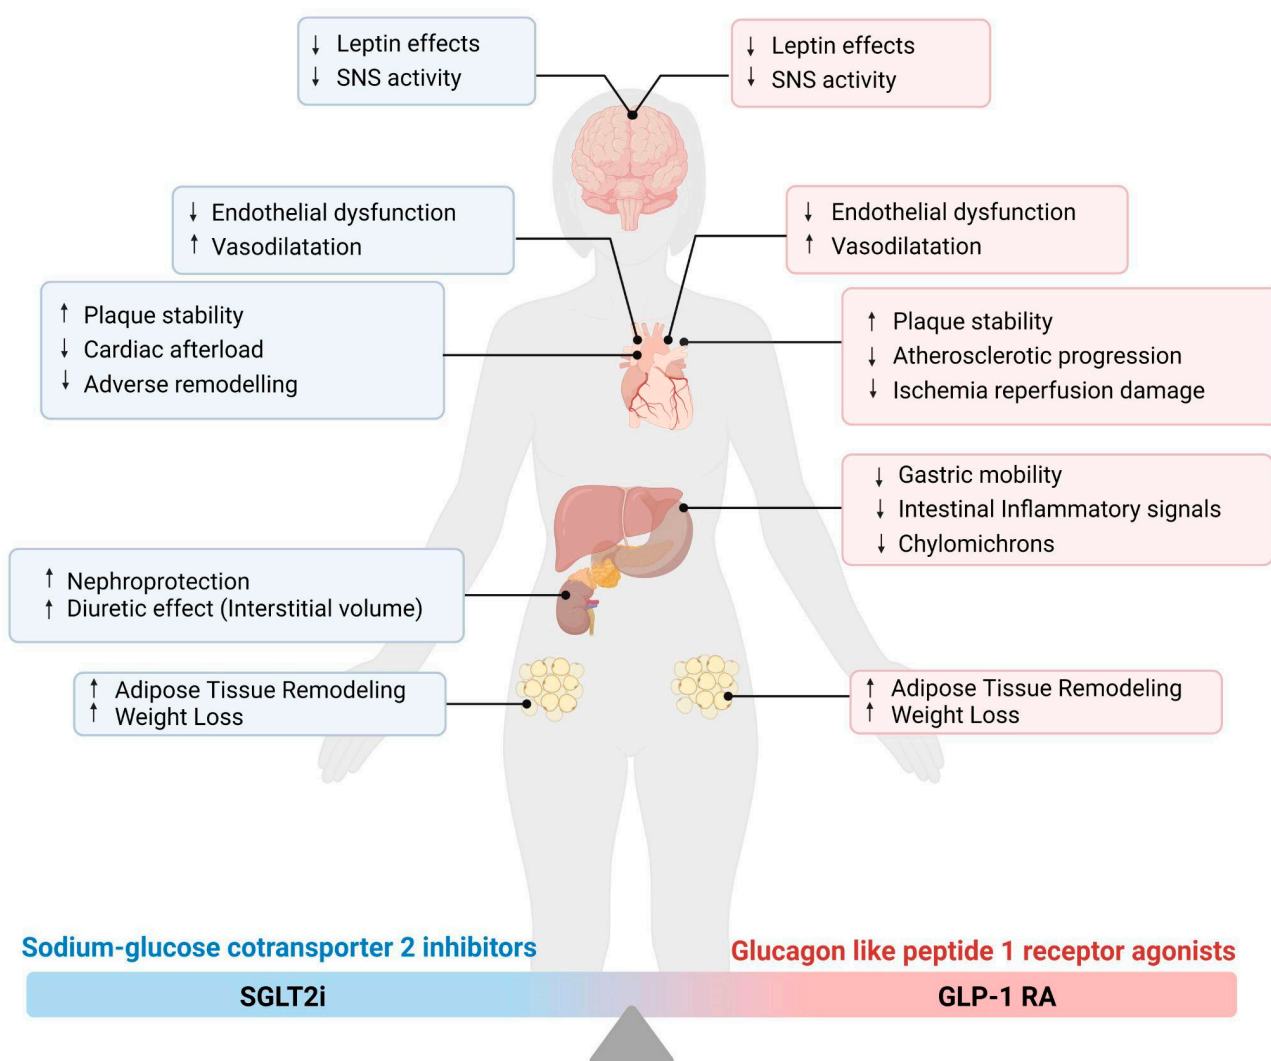 ↓ Leptin effects
↓ SNS activity
↓ Leptin effects
↓ SNS activity
↓ Endothelial dysfunction
↑ Vasodilatation
↓ Endothelial dysfunction
↑ Vasodilatation
↑ Plaque stability
↓ Cardiac afterload
↓ Adverse remodelling
↑ Plaque stability
↓ Atherosclerotic progression
↓ Ischemia reperfusion damage
↓ Gastric mobility
↓ Intestinal Inflammatory signals
↓ Chylomicrons
↑ Nephroprotection
↑ Diuretic effect (Interstitial volume)
↑ Adipose Tissue Remodeling
↑ Weight Loss
↑ Adipose Tissue Remodeling
↑ Weight Loss
Sodium-glucose cotransporter 2 inhibitors
Glucagon like peptide 1 receptor agonists
SGLT2i
GLP-1 RA